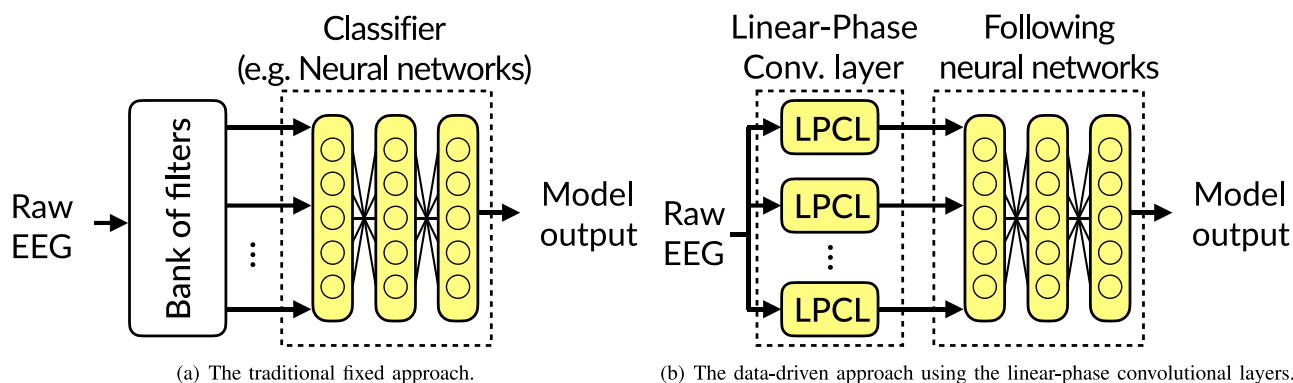 Classifier
(e.g. Neural networks)
Raw
EEG
Bank of filters
⋮
Model
output
(a) The traditional fixed approach.
Linear-Phase
Conv. layer
Following
neural networks
Raw
EEG
LPCL
LPCL
⋮
LPCL
Model
output
(b) The data-driven approach using the linear-phase convolutional layers.